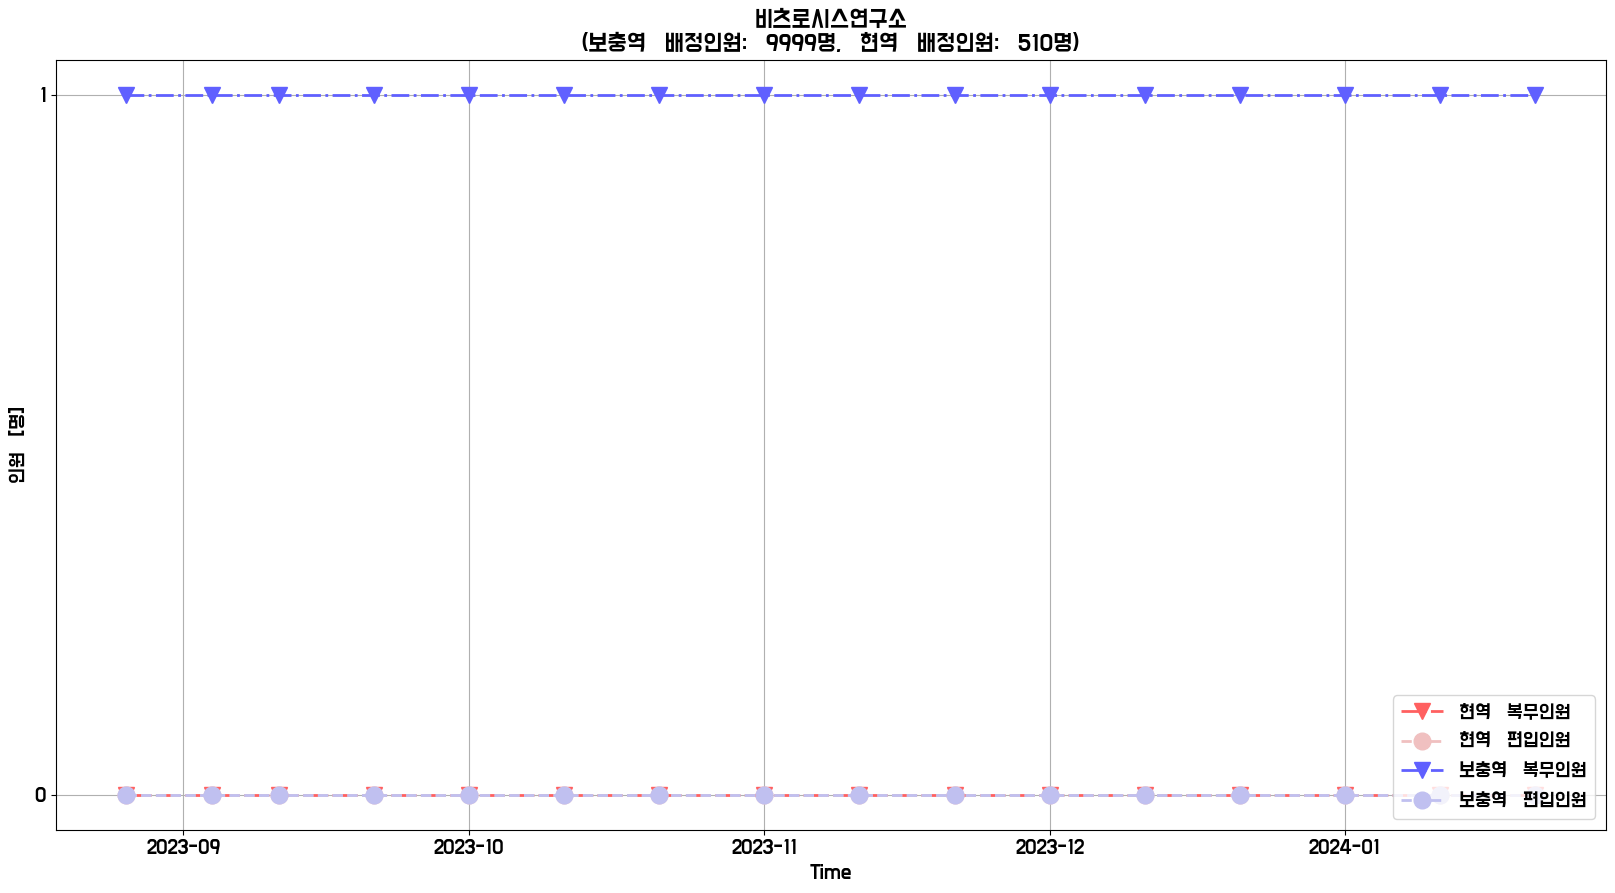 비츠로시스연구소
(보충역 배정인원: 9999명, 현역 배정인원: 510명)
1
0
인원 [명]
현역 복무인원
현역 편입인원
보충역 복무인원
보충역 편입인원
2023-09 2023-10 2023-11 2023-12 2024-01
Time